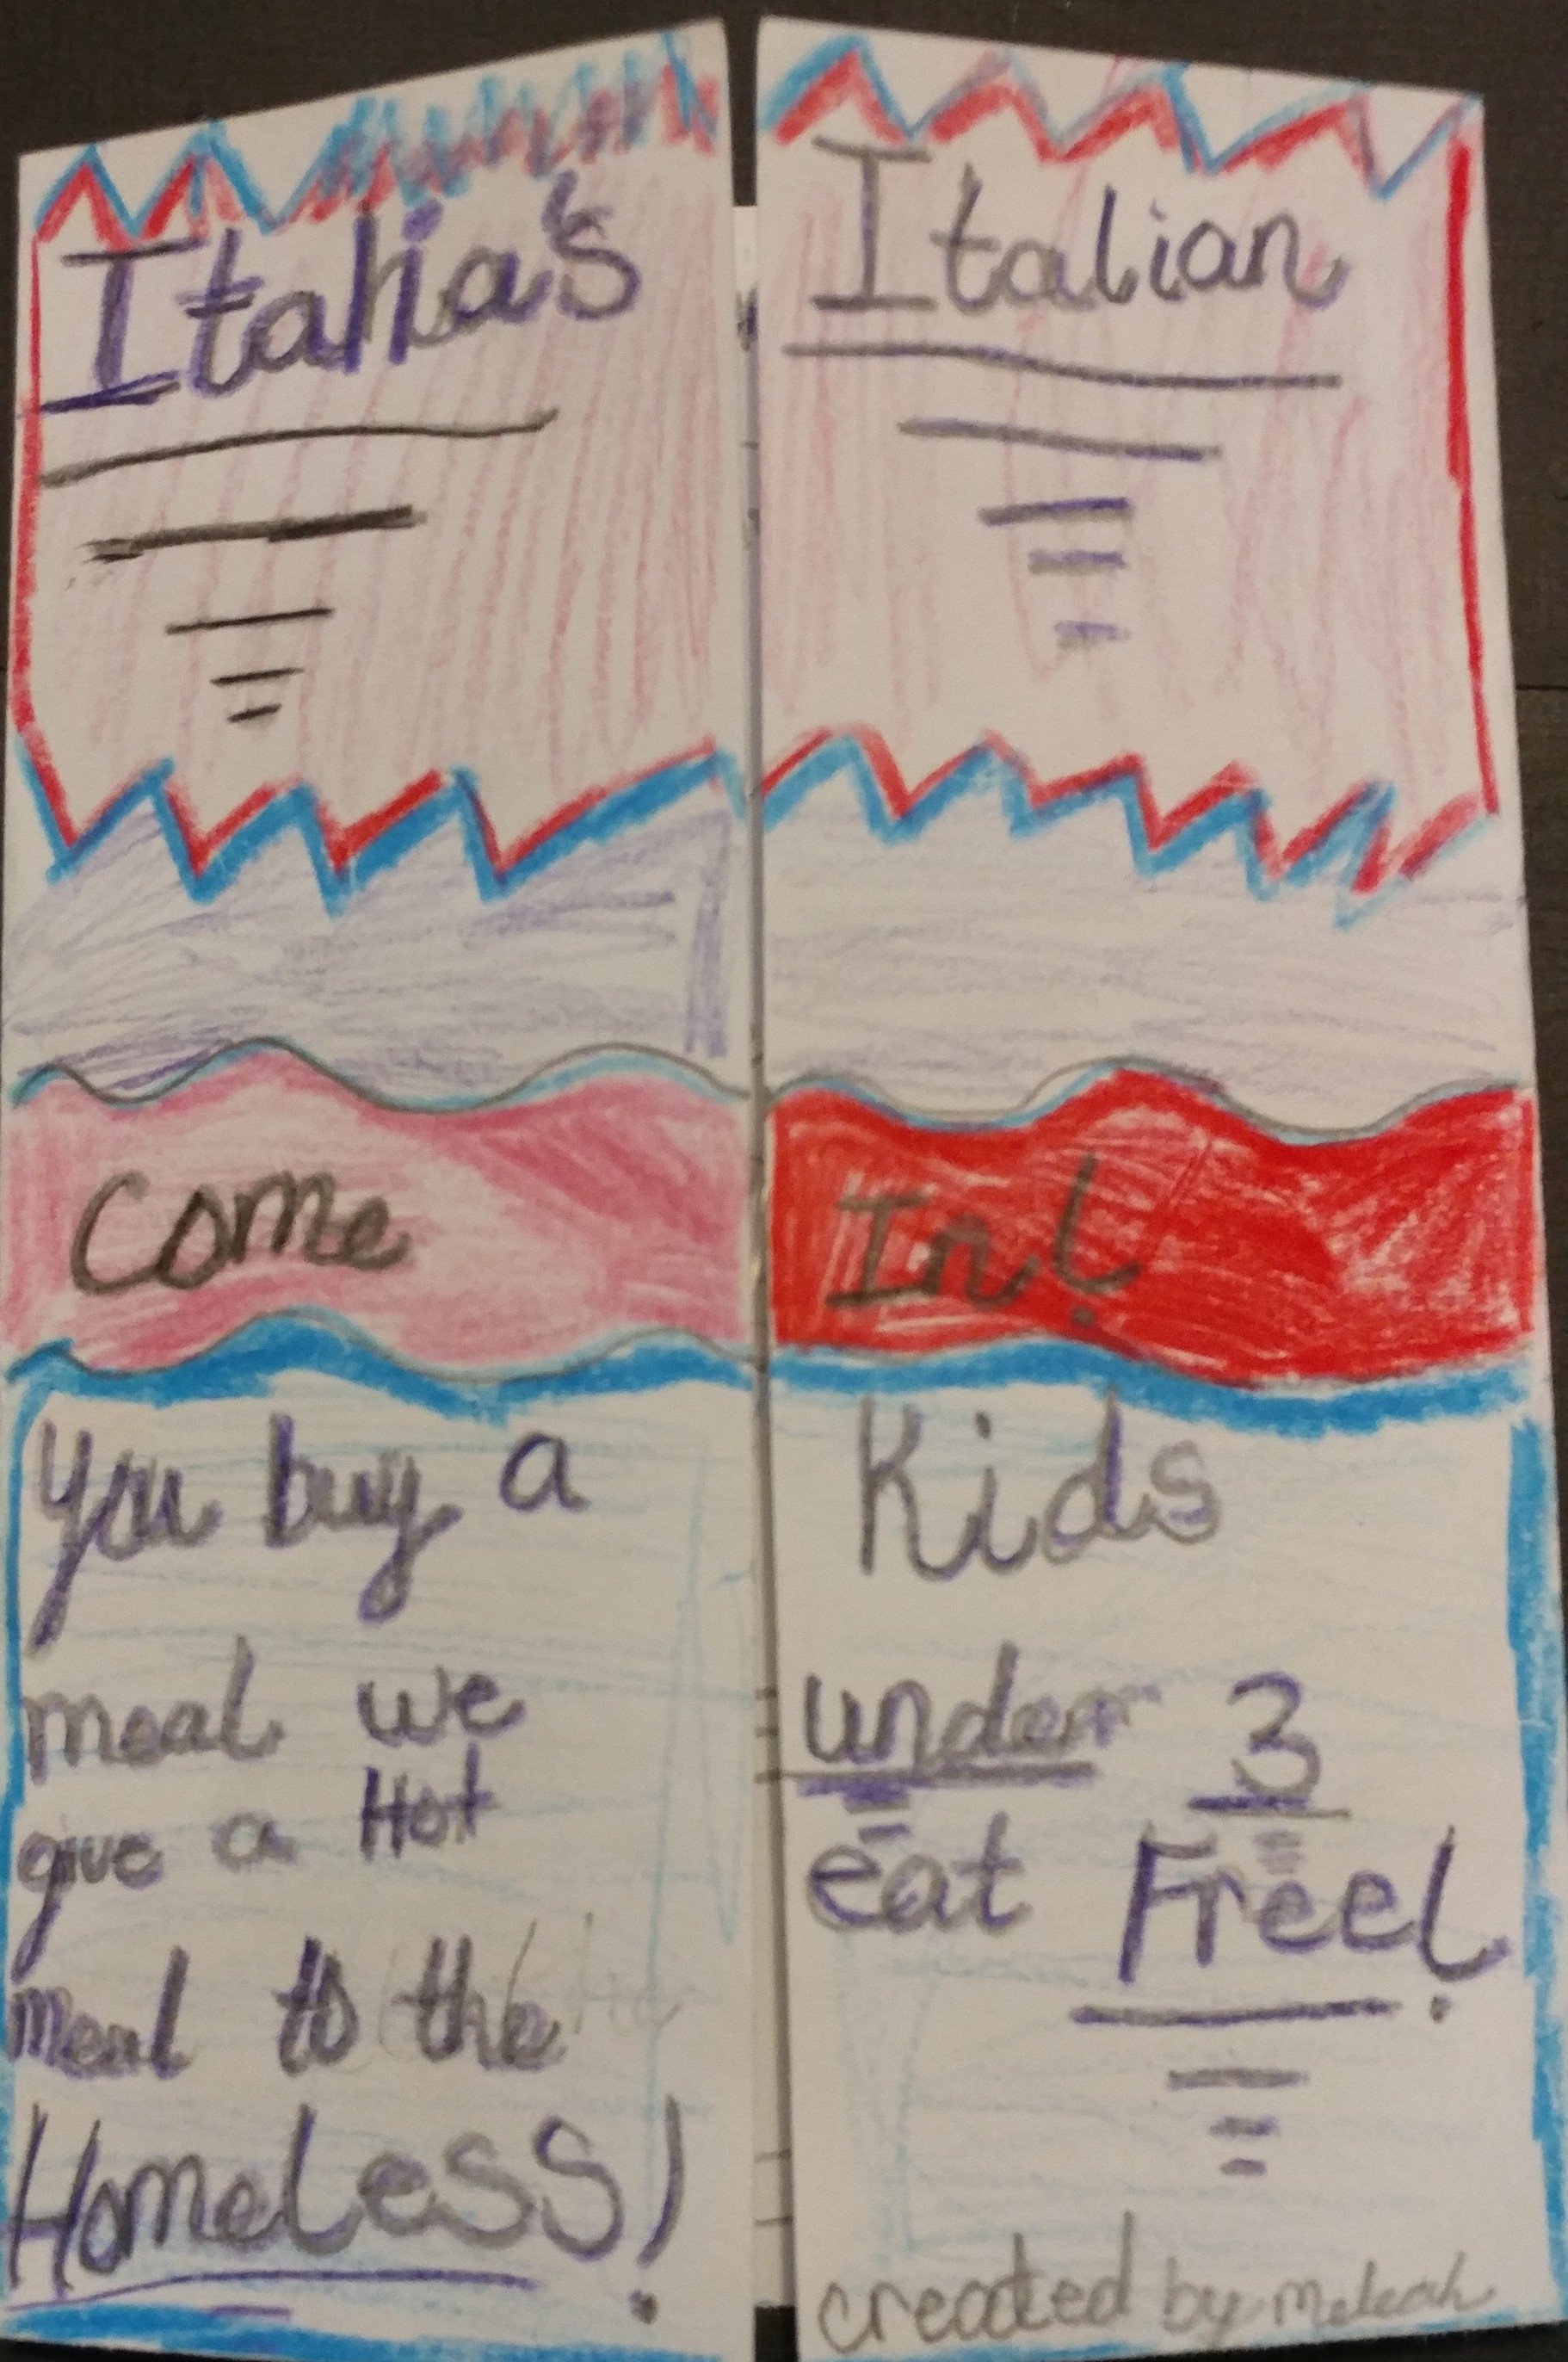 Italia's
Italian
Come
In!
you buy a
meal we
give a Hot
meal to the
HomeLess!
Kids
under 3
eat Free!
created by meleah